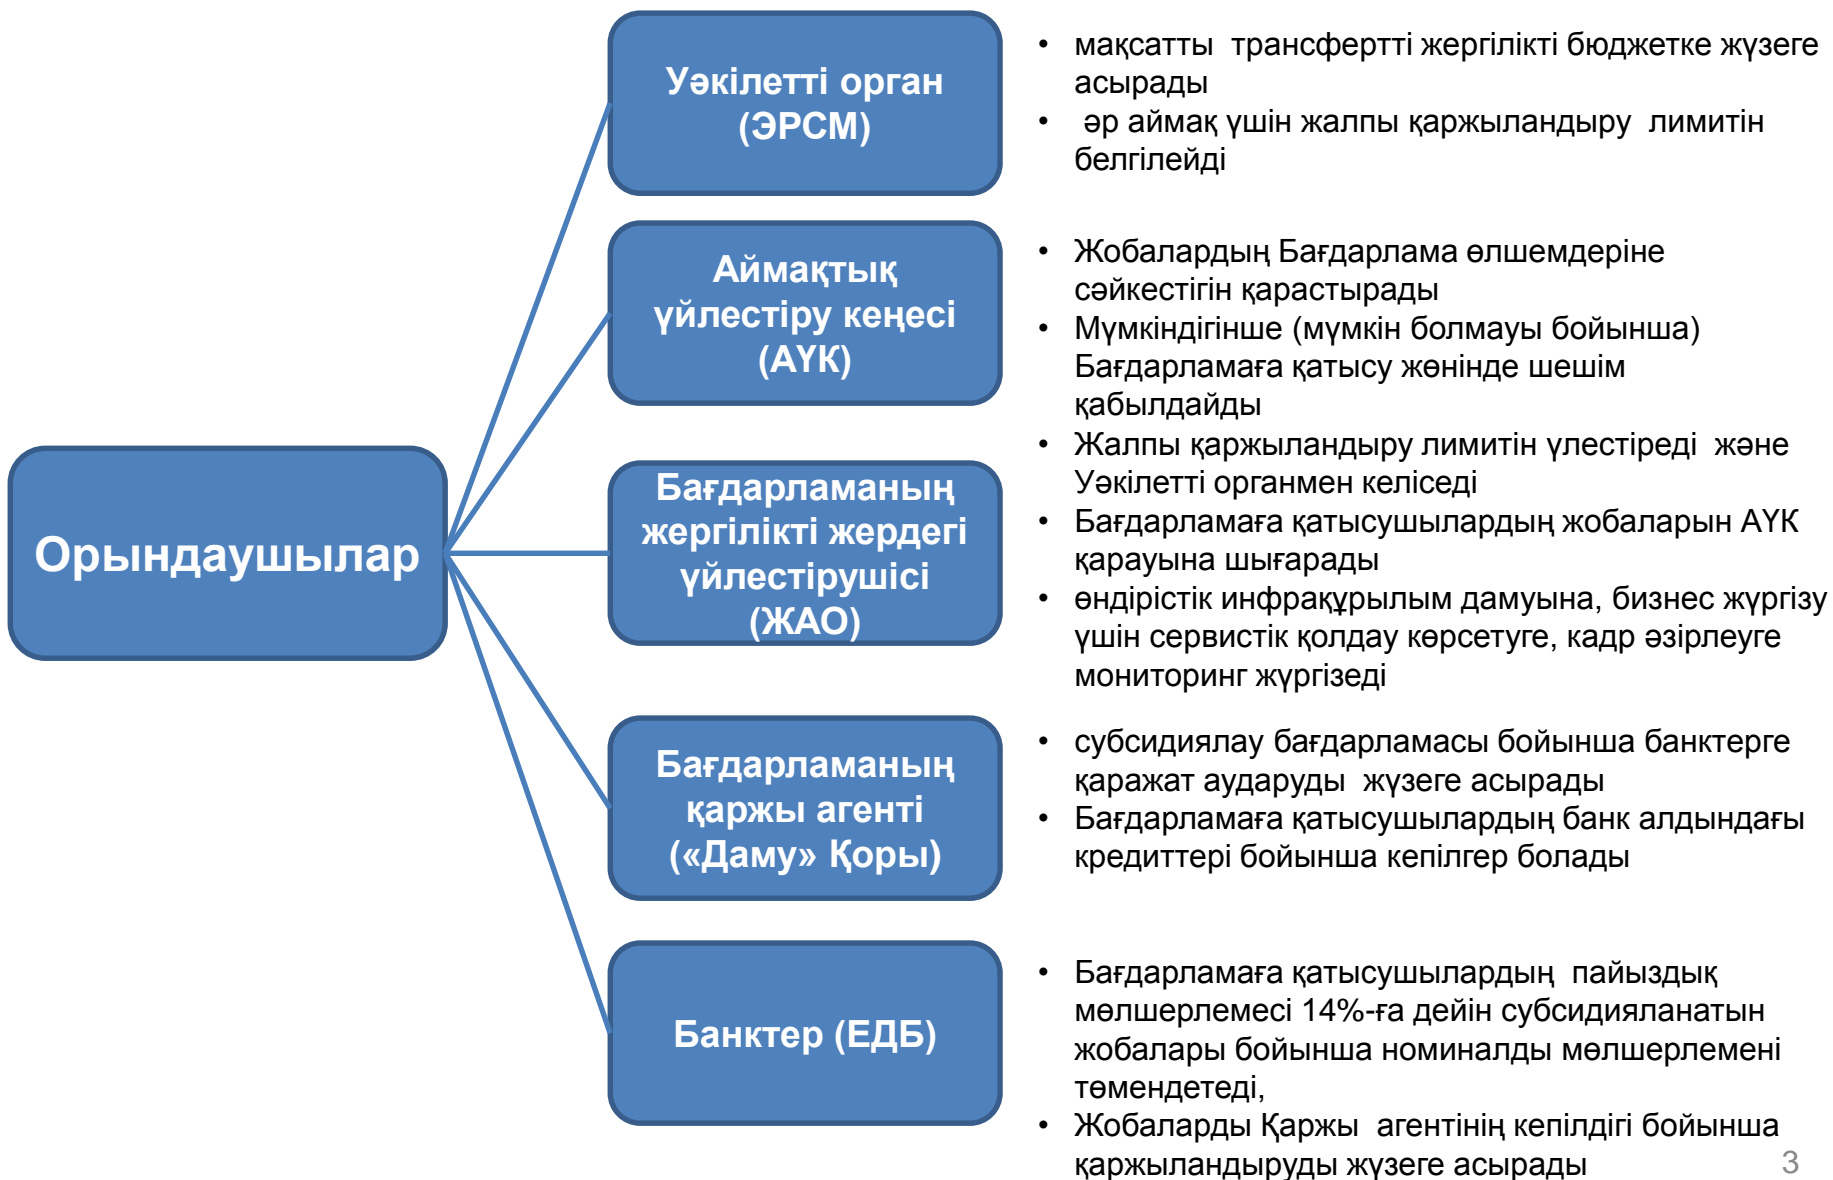 Орындаушылар
Уәкілетті орган
(ЭРСМ)
• мақсатты трансфертті жергілікті бюджетке жүзеге
асырады
• әр аймақ үшін жалпы қаржыландыру лимитін
белгілейді
Аймақтық
үйлестіру кеңесі
(АҮК)
• Жобалардың Бағдарлама өлшемдеріне
сәйкестігін қарастырады
• Мүмкіндігінше (мүмкін болмауы бойынша)
Бағдарламаға қатысу жөнінде шешім
қабылдайды
Бағдарламаның
жергілікті жердегі
үйлестірушісі
(ЖАО)
• Жалпы қаржыландыру лимитін үлестіреді және
Уәкілетті органмен келіседі
• Бағдарламаға қатысушылардың жобаларын АҮК
қарауына шығарады
• өндірістік инфрақұрылым дамуына, бизнес жүргізу
үшін сервистік қолдау көрсетуге, кадр әзірлеуге
мониторинг жүргізеді
Бағдарламаның
қаржы агенті
(«Даму» Қоры)
• субсидиялау бағдарламасы бойынша банктерге
қаражат аударуды жүзеге асырады
• Бағдарламаға қатысушылардың банк алдындағы
кредиттері бойынша кепілгер болады
Банктер (ЕДБ)
• Бағдарламаға қатысушылардың пайыздық
мөлшерлемесі 14%-ға дейін субсидияланатын
жобалары бойынша номиналды мөлшерлемені
төмендетеді,
• Жобаларды Қаржы агентінің кепілдігі бойынша
қаржыландыруды жүзеге асырады
3